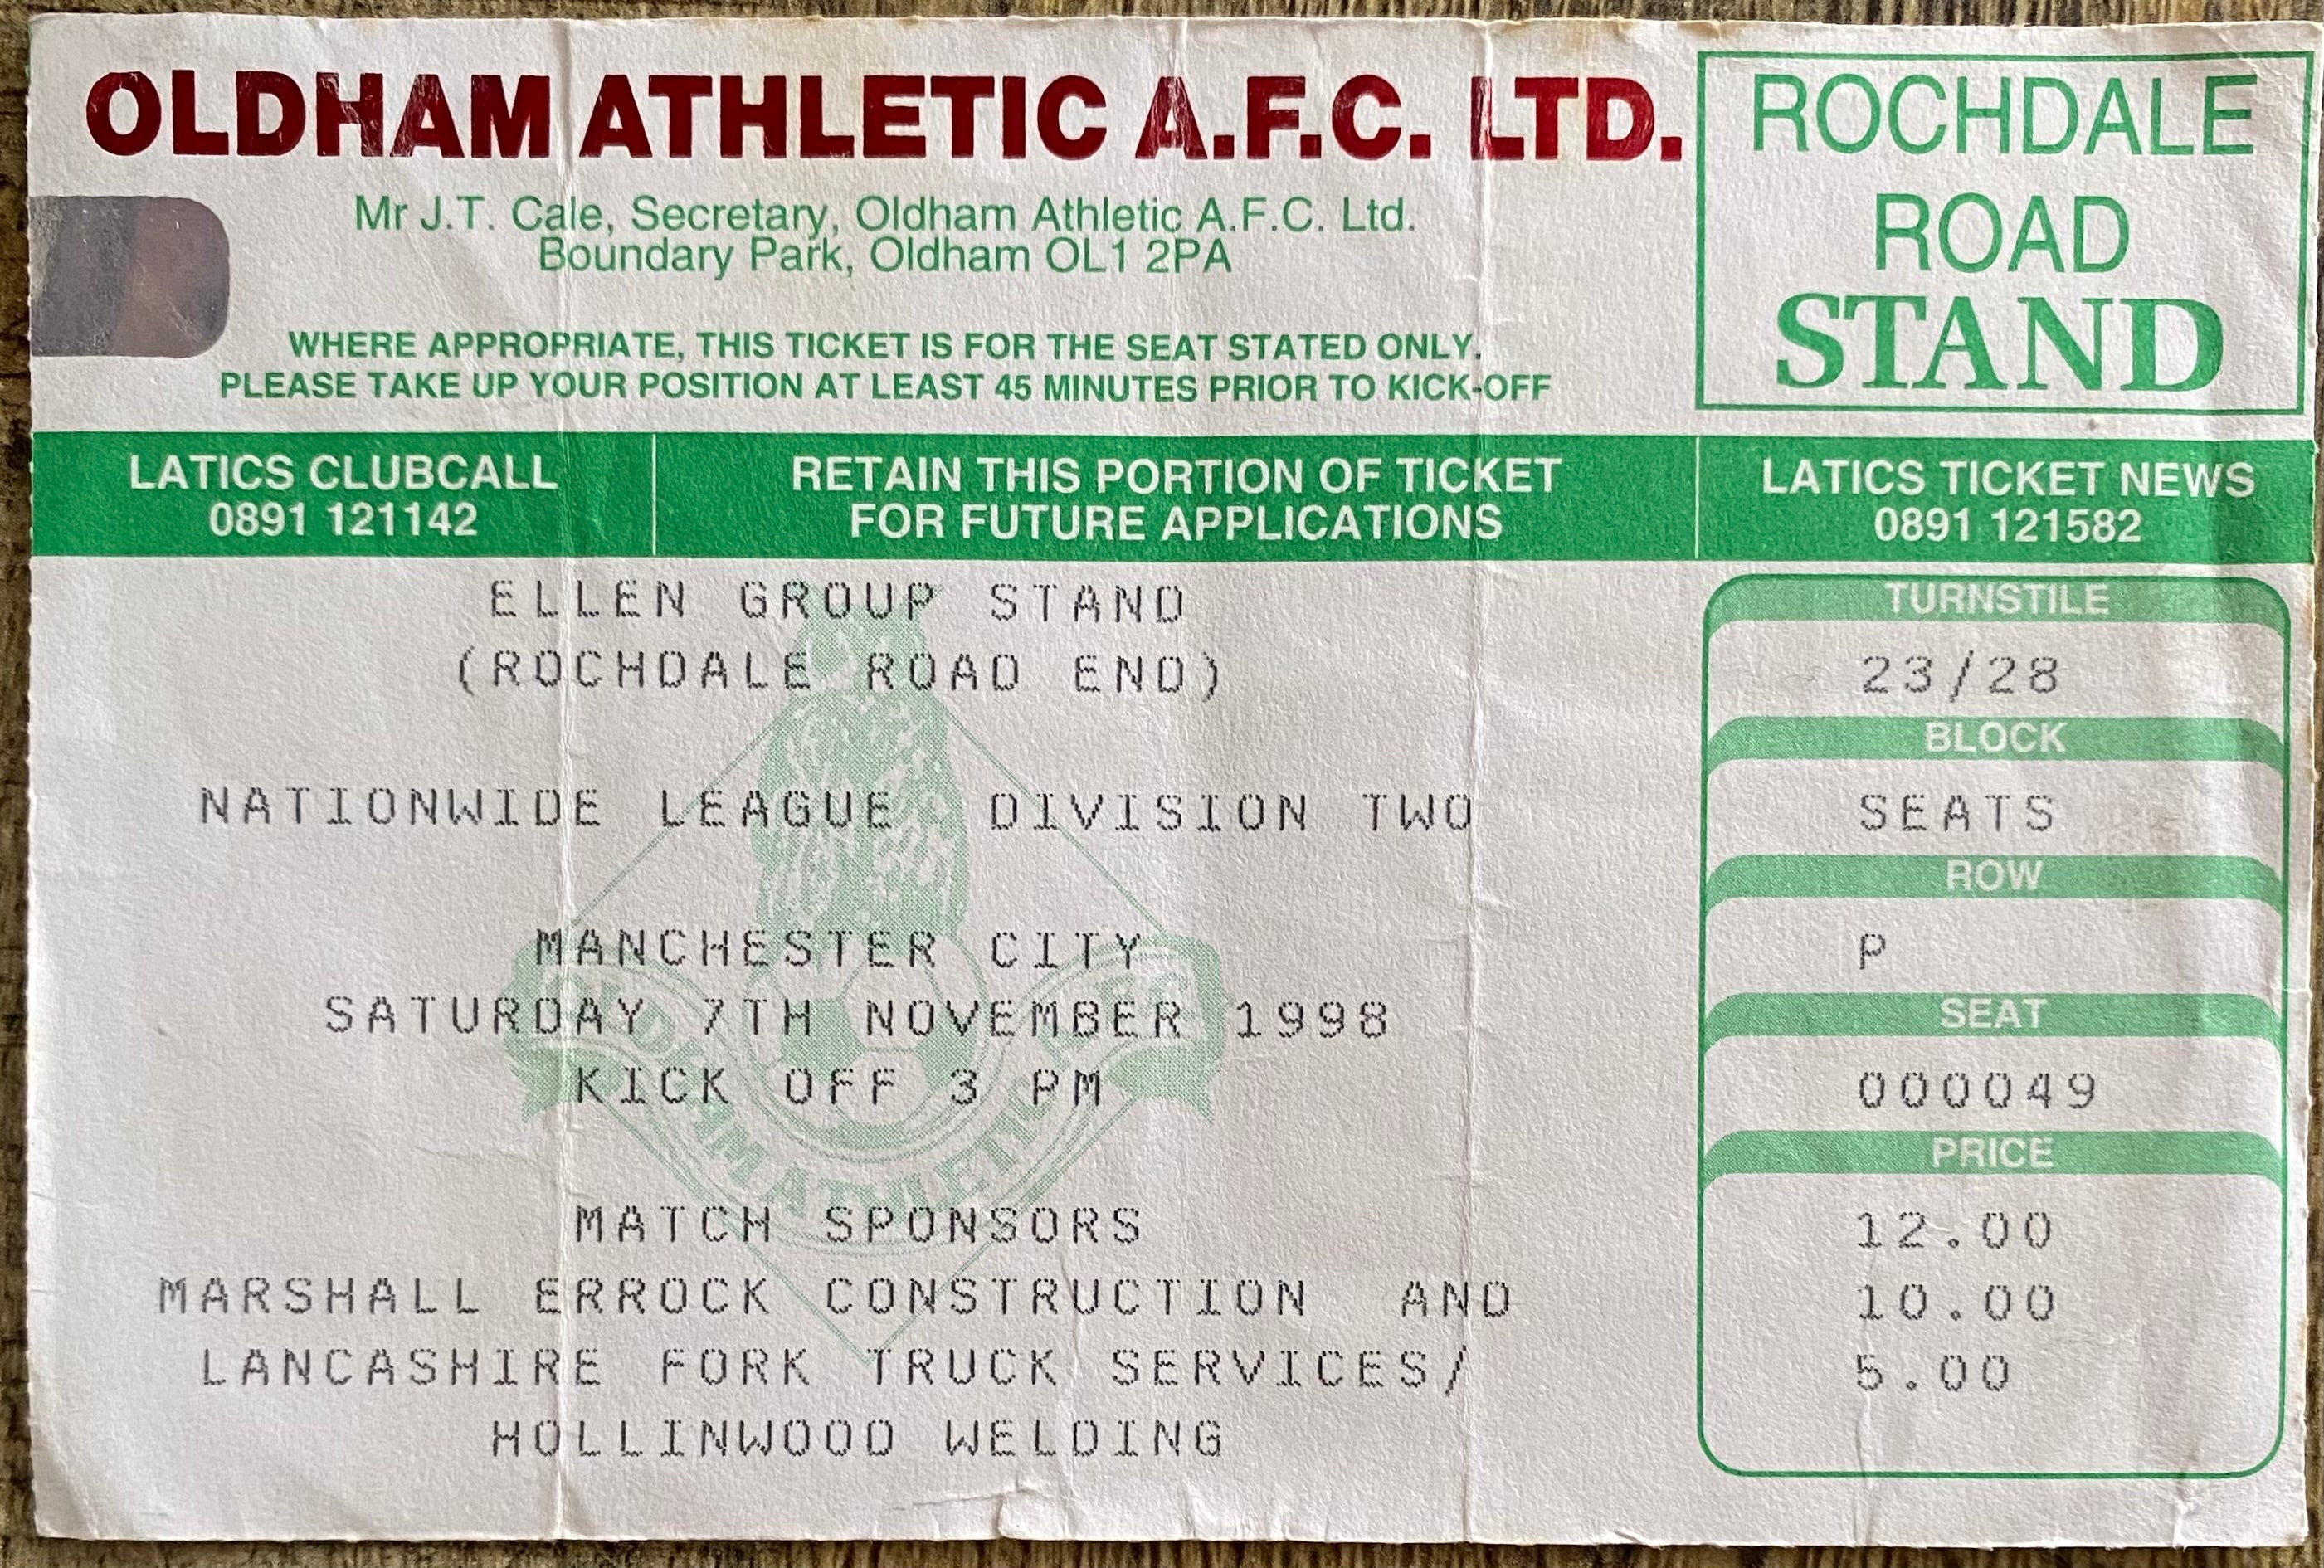 OLDHAM ATHLETIC A.F.C. LTD.
Mr J.T. Cale, Secretary, Oldham Athletic A.F.C. Ltd.
Boundary Park, Oldham OL1 2PA
WHERE APPROPRIATE, THIS TICKET IS FOR THE SEAT STATED ONLY.
PLEASE TAKE UP YOUR POSITION AT LEAST 45 MINUTES PRIOR TO KICK-OFF
ROCHDALE
ROAD
STAND
LATICS CLUBCALL
0891 121142
RETAIN THIS PORTION OF TICKET
FOR FUTURE APPLICATIONS
LATICS TICKET NEWS
0891 121582
ELLEN GROUP STAND
(ROCHDALE ROAD END)
NATIONWIDE LEAGUE DIVISION TWO
MANCHESTER CITY
SATURDAY 7TH NOVEMBER 1998
KICK OFF 3 PM
MATCH SPONSORS
MARSHALL ERROCK CONSTRUCTION AND
LANCASHIRE FORK TRUCK SERVICES/
HOLLINWOOD WELDING
OLDHAM ATHLETIC
TURNSTILE
23/28
BLOCK
SEATS
ROW
P
SEAT
000049
PRICE
12.00
10.00
5.00